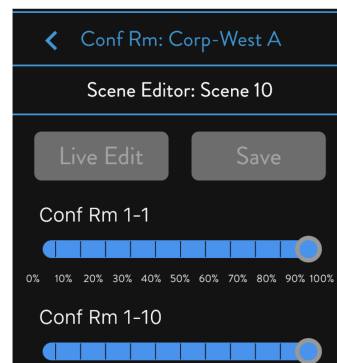 Conf Rm: Corp-West A
Scene Editor: Scene 10
Live Edit Save
Conf Rm 1-1
0% 10% 20% 30% 40% 50% 60% 70% 80% 90% 100%
Conf Rm 1-10